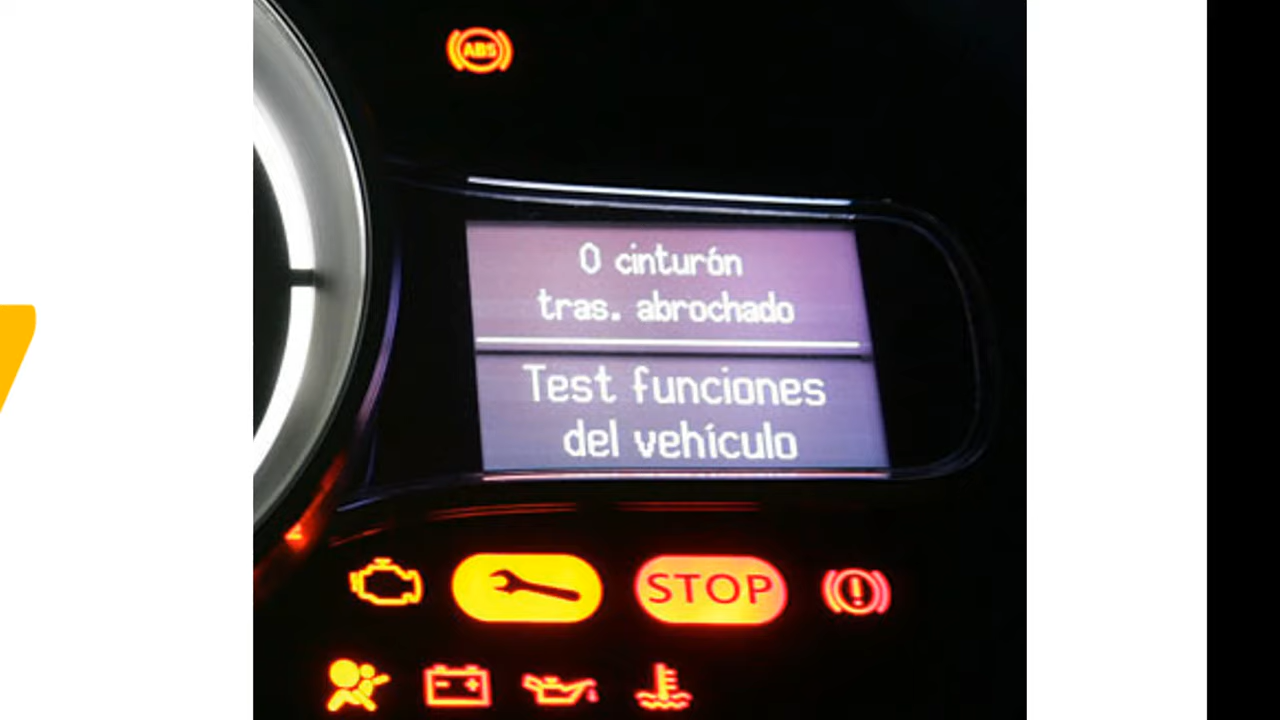 ABS
0 cinturón
tras. abrochado
Test funciones
del vehículo
STOP